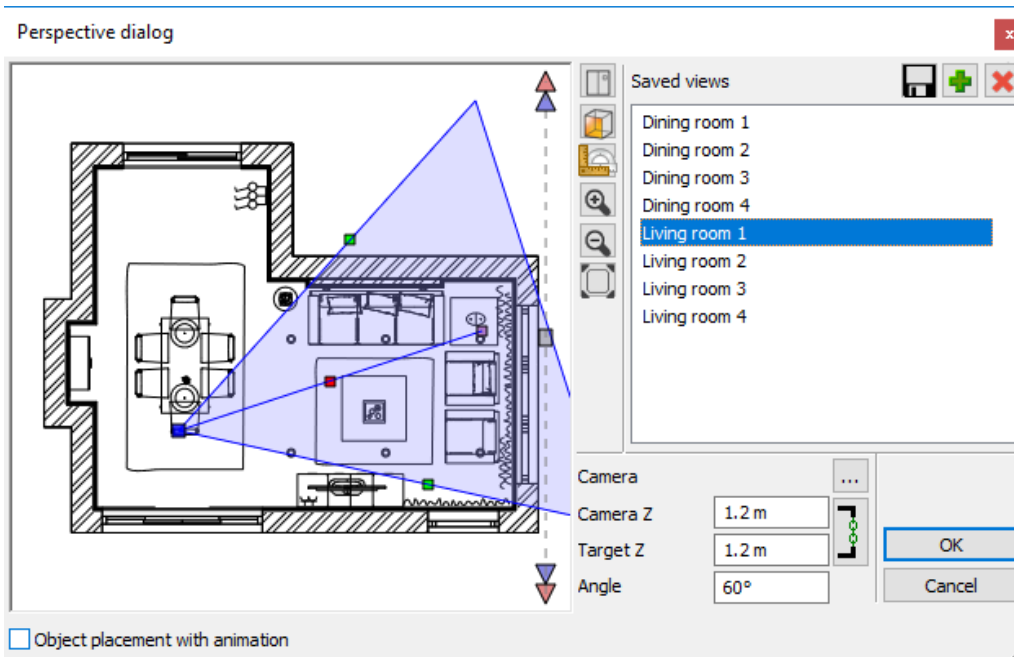 Perspective dialog
x
Saved views
Dining room 1
Dining room 2
Dining room 3
Dining room 4
Living room 1
Living room 2
Living room 3
Living room 4
Camera
...
Camera Z
1.2 m
Target Z
1.2 m
OK
Angle
60°
Cancel
Object placement with animation